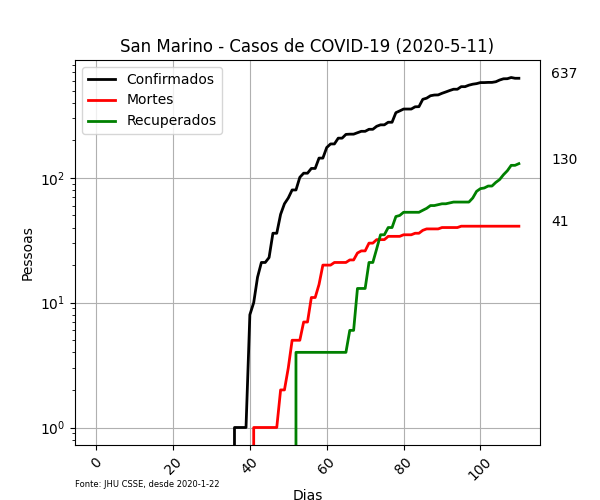 San Marino - Casos de COVID-19 (2020-5-11)
Confirmados
Mortes
Recuperados
637
130
41
10²
10¹
10⁰
Pessoas
0 20 40 60 80 100
Fonte: JHU CSSE, desde 2020-1-22
Dias